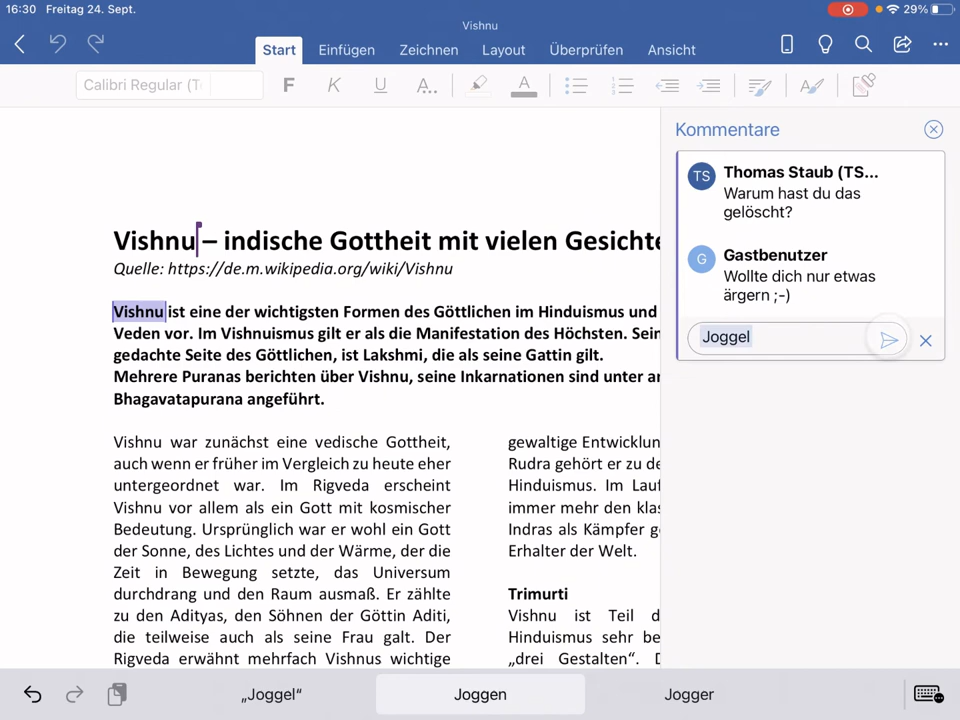 16:30 Freitag 24. Sept.
29%
Vishnu
Start Einfügen Zeichnen Layout Überprüfen Ansicht
Calibri Regular (T
F K U A... A
Kommentare
TS Thomas Staub (TS...
Warum hast du das
gelöscht?
G Gastbenutzer
Wollte dich nur etwas
ärgern ;-)
Joggel
Vishnu – indische Gottheit mit vielen Gesichte
Quelle: https://de.m.wikipedia.org/wiki/Vishnu
Vishnu ist eine der wichtigsten Formen des Göttlichen im Hinduismus und
Veden vor. Im Vishnuismus gilt er als die Manifestation des Höchsten. Sein
gedachte Seite des Göttlichen, ist Lakshmi, die als seine Gattin gilt.
Mehrere Puranas berichten über Vishnu, seine Inkarnationen sind unter an
Bhagavatapurana angeführt.
Vishnu war zunächst eine vedische Gottheit,
auch wenn er früher im Vergleich zu heute eher
untergeordnet war. Im Rigveda erscheint
Vishnu vor allem als ein Gott mit kosmischer
Bedeutung. Ursprünglich war er wohl ein Gott
der Sonne, des Lichtes und der Wärme, der die
Zeit in Bewegung setzte, das Universum
durchdrang und den Raum ausmaß. Er zählte
zu den Adityas, den Söhnen der Göttin Aditi,
die teilweise auch als seine Frau galt. Der
Rigveda erwähnt mehrfach Vishnus wichtige
gewaltige Entwicklun
Rudra gehört er zu de
Hinduismus. Im Lauf
immer mehr den klas
Indras als Kämpfer g
Erhalter der Welt.
Trimurti
Vishnu ist Teil d
Hinduismus sehr be
„drei Gestalten“. D
„Joggel“ Joggen Jogger